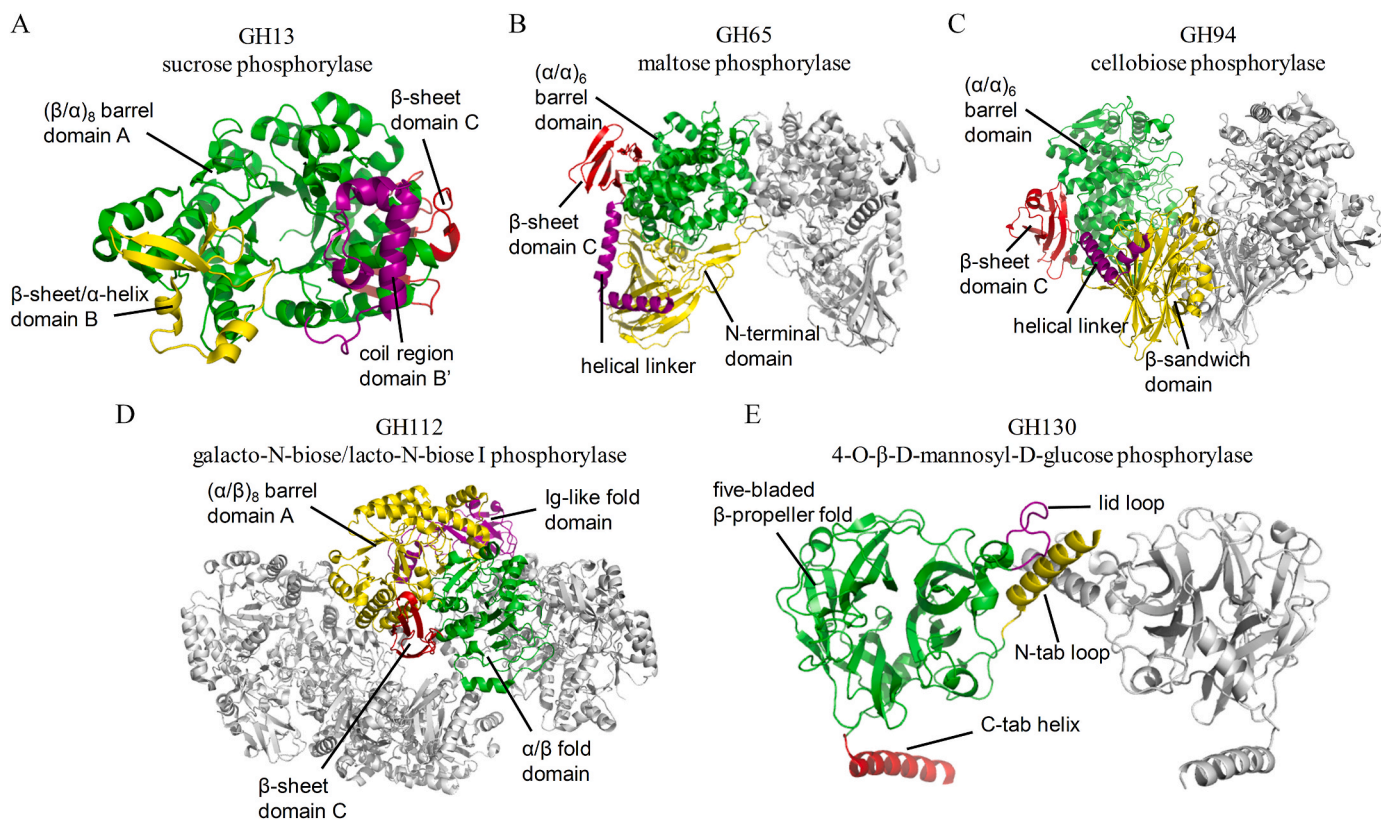 A
GH13
sucrose phosphorylase
(β/α)₈ barrel
domain A
β-sheet
domain C
β-sheet/α-helix
domain B
coil region
domain B’
B
GH65
maltose phosphorylase
(α/α)₆
barrel
domain
β-sheet
domain C
helical linker
N-terminal
domain
C
GH94
cellobiose phosphorylase
(α/α)₆
barrel
domain
β-sheet
domain C
helical linker
β-sandwich
domain
D
GH112
galacto-N-biose/lacto-N-biose I phosphorylase
(α/β)₈ barrel
domain A
Ig-like fold
domain
β-sheet
domain C
α/β fold
domain
E
GH130
4-O-β-D-mannosyl-D-glucose phosphorylase
five-bladed
β-propeller fold
lid loop
N-tab loop
C-tab helix